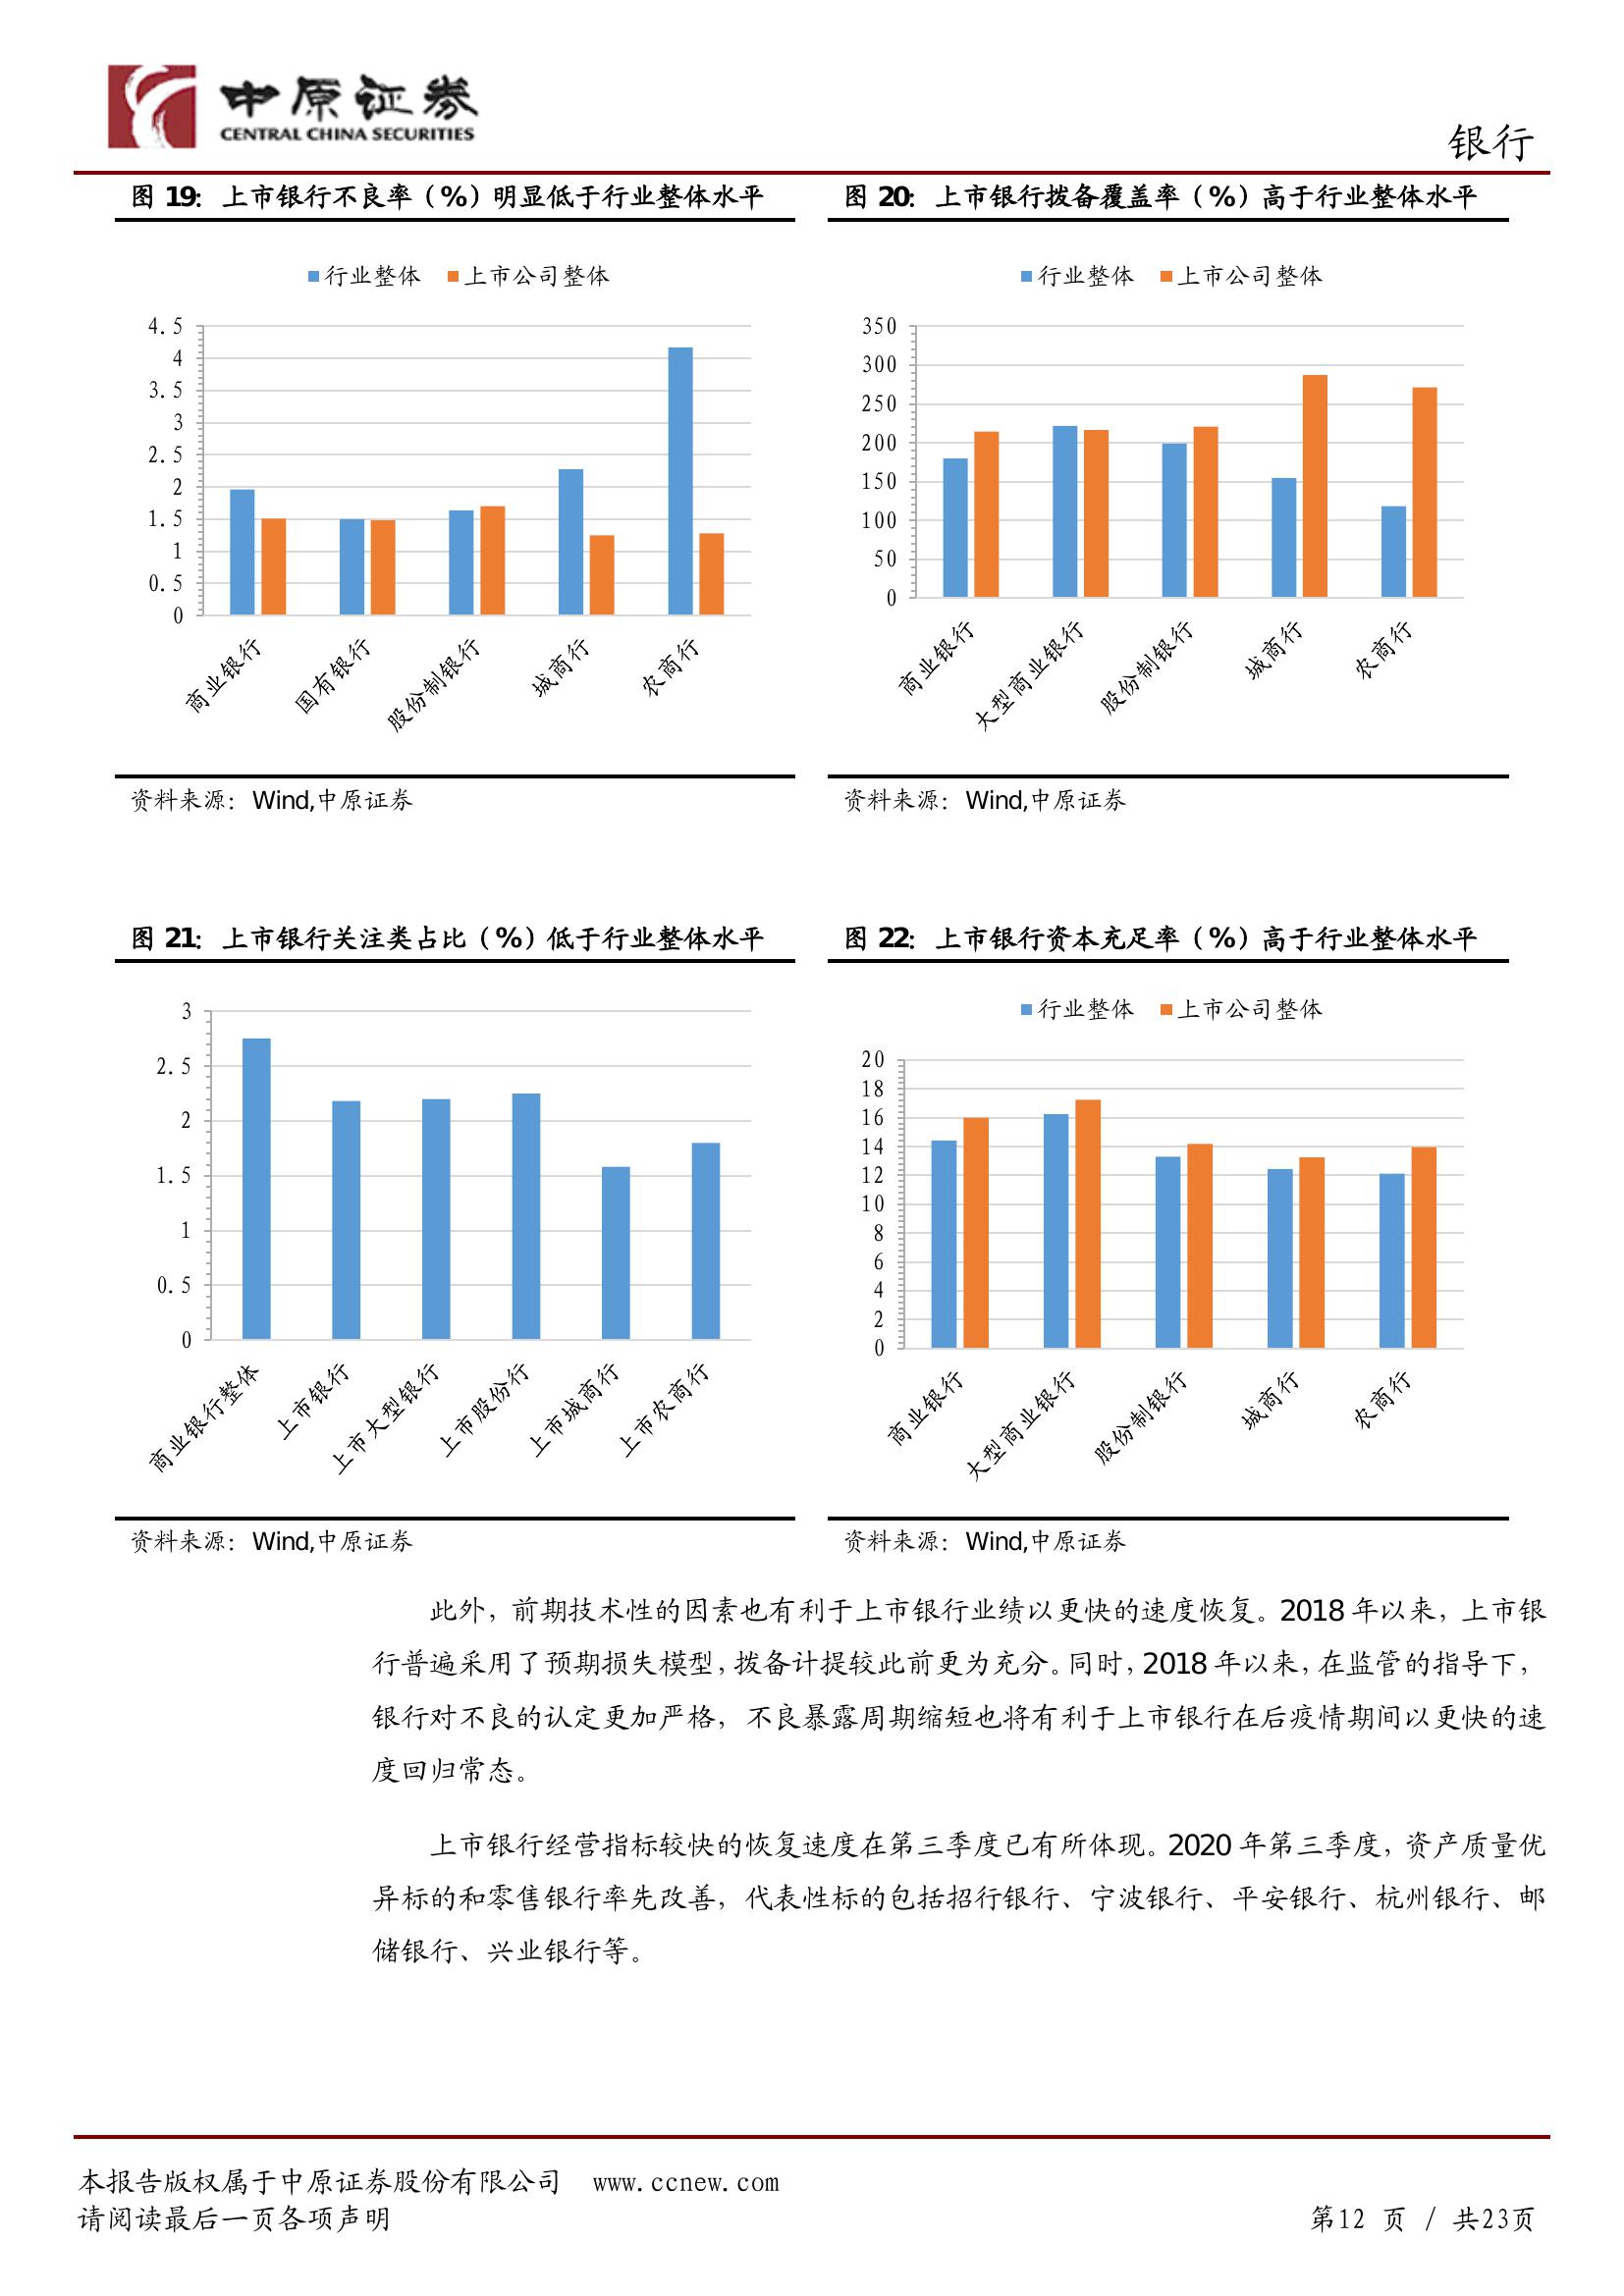 中原证券
CENTRAL CHINA SECURITIES
银行
图 19： 上市银行不良率（%）明显低于行业整体水平
行业整体 上市公司整体
4.5
4
3.5
3
2.5
2
1.5
1
0.5
0
商业银行
国有银行
股份制银行
城商行
农商行
资料来源：Wind,中原证券
图 20： 上市银行拨备覆盖率（%）高于行业整体水平
行业整体 上市公司整体
350
300
250
200
150
100
50
0
商业银行
大型商业银行
股份制银行
城商行
农商行
资料来源：Wind,中原证券
图 21： 上市银行关注类占比（%）低于行业整体水平
3
2.5
2
1.5
1
0.5
0
商业银行整体
上市银行
上市大型银行
上市股份行
上市城商行
上市农商行
资料来源：Wind,中原证券
图 22： 上市银行资本充足率（%）高于行业整体水平
行业整体 上市公司整体
20
18
16
14
12
10
8
6
4
2
0
商业银行
大型商业银行
股份制银行
城商行
农商行
资料来源：Wind,中原证券
此外，前期技术性的因素也有利于上市银行业绩以更快的速度恢复。2018 年以来，上市银
行普遍采用了预期损失模型，拨备计提较此前更为充分。同时，2018 年以来，在监管的指导下，
银行对不良的认定更加严格，不良暴露周期缩短也将有利于上市银行在后疫情期间以更快的速
度回归常态。
上市银行经营指标较快的恢复速度在第三季度已有所体现。2020 年第三季度，资产质量优
异标的和零售银行率先改善，代表性标的包括招行银行、宁波银行、平安银行、杭州银行、邮
储银行、兴业银行等。
本报告版权属于中原证券股份有限公司 www.ccnew.com
请阅读最后一页各项声明
第12 页 / 共23页